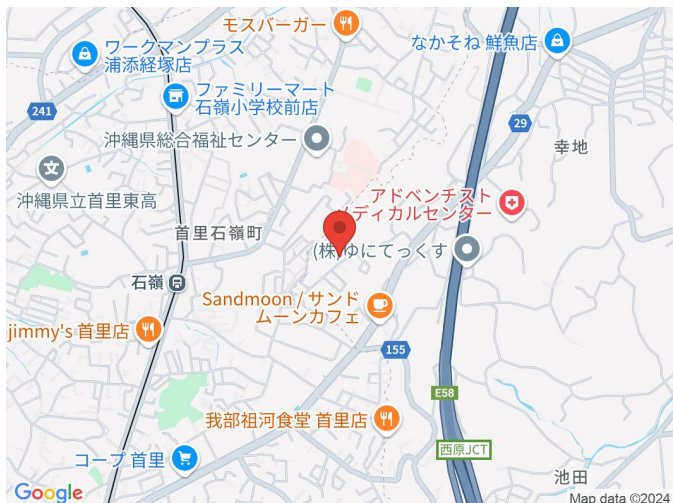 モスバーガー
ワークマンプラス
浦添経塚店
なかそね 鮮魚店
ファミリーマート
石嶺小学校前店
241
29
沖縄県総合福祉センター
幸地
沖縄県立首里東高
アドベンチスト
メディカルセンター
首里石嶺町
(株)ゆにてっくす
石嶺
Sandmoon / サンド
ムーンカフェ
jimmy's 首里店
155
E58
我部祖河食堂 首里店
西原JCT
コープ 首里
池田
Google
Map data ©2024